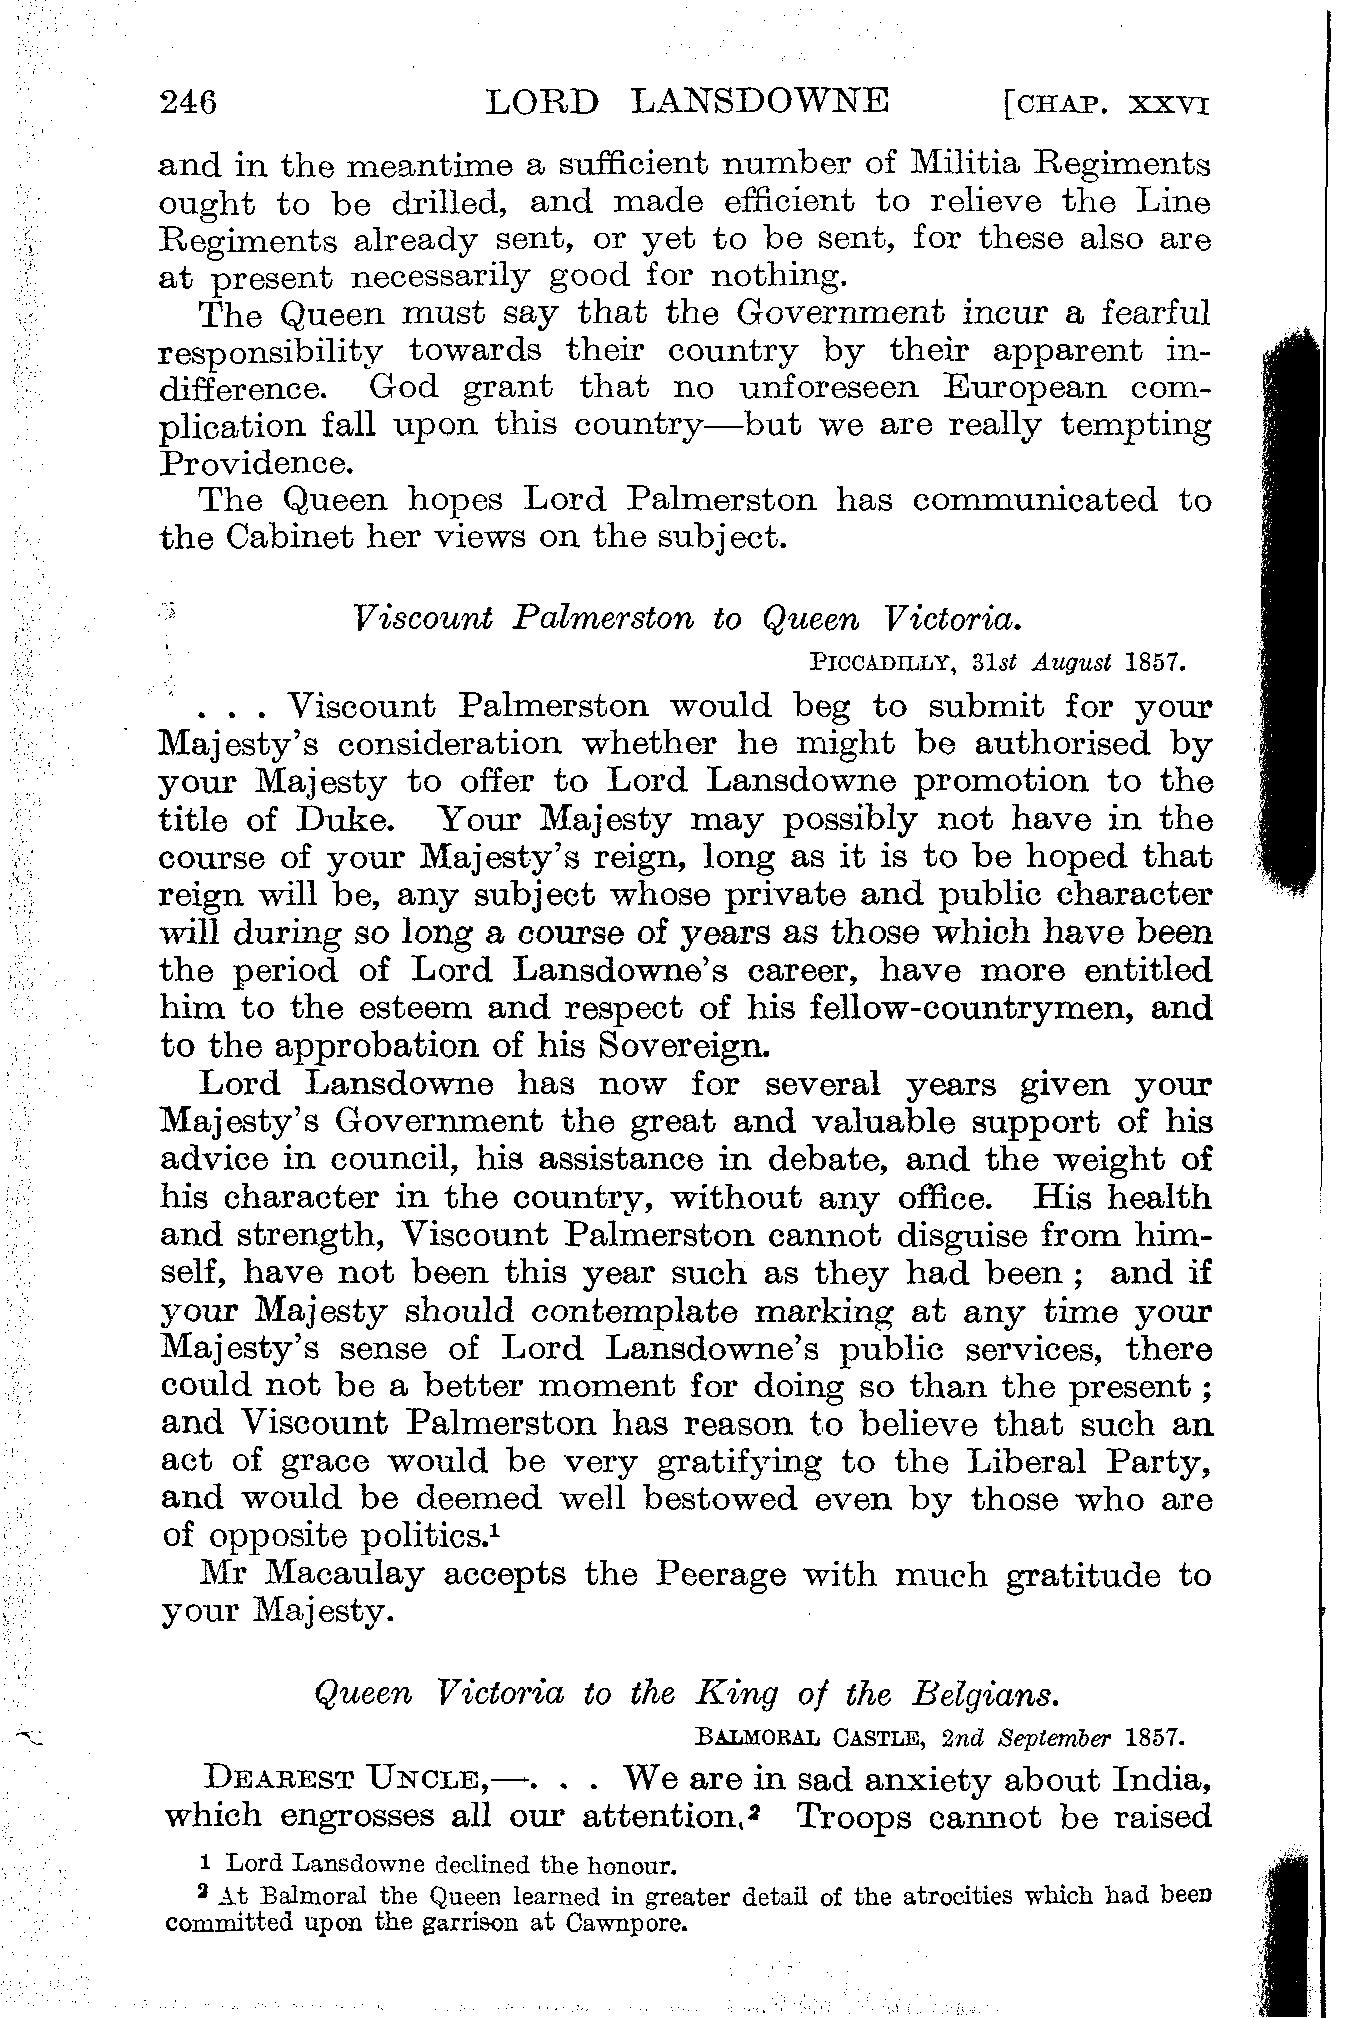 246 LORD LANSDOWNE [CHAP. XXVI
and in the meantime a sufficient number of Militia Regiments
ought to be drilled, and made efficient to relieve the Line
Regiments already sent, or yet to be sent, for these also are
at present necessarily good for nothing.
The Queen must say that the Government incur a fearful
responsibility towards their country by their apparent in-
difference. God grant that no unforeseen European com-
plication fall upon this country—but we are really tempting
Providence.
The Queen hopes Lord Palmerston has communicated to
the Cabinet her views on the subject.
Viscount Palmerston to Queen Victoria.
PICCADILLY, 31st August 1857.
. . . Viscount Palmerston would beg to submit for your
Majesty's consideration whether he might be authorised by
your Majesty to offer to Lord Lansdowne promotion to the
title of Duke. Your Majesty may possibly not have in the
course of your Majesty's reign, long as it is to be hoped that
reign will be, any subject whose private and public character
will during so long a course of years as those which have been
the period of Lord Lansdowne's career, have more entitled
him to the esteem and respect of his fellow-countrymen, and
to the approbation of his Sovereign.
Lord Lansdowne has now for several years given your
Majesty's Government the great and valuable support of his
advice in council, his assistance in debate, and the weight of
his character in the country, without any office. His health
and strength, Viscount Palmerston cannot disguise from him-
self, have not been this year such as they had been; and if
your Majesty should contemplate marking at any time your
Majesty's sense of Lord Lansdowne's public services, there
could not be a better moment for doing so than the present;
and Viscount Palmerston has reason to believe that such an
act of grace would be very gratifying to the Liberal Party,
and would be deemed well bestowed even by those who are
of opposite politics.¹
Mr Macaulay accepts the Peerage with much gratitude to
your Majesty.
Queen Victoria to the King of the Belgians.
BALMORAL CASTLE, 2nd September 1857.
DEAREST UNCLE,—. . . We are in sad anxiety about India,
which engrosses all our attention.² Troops cannot be raised
1 Lord Lansdowne declined the honour.
2 At Balmoral the Queen learned in greater detail of the atrocities which had been
committed upon the garrison at Cawnpore.